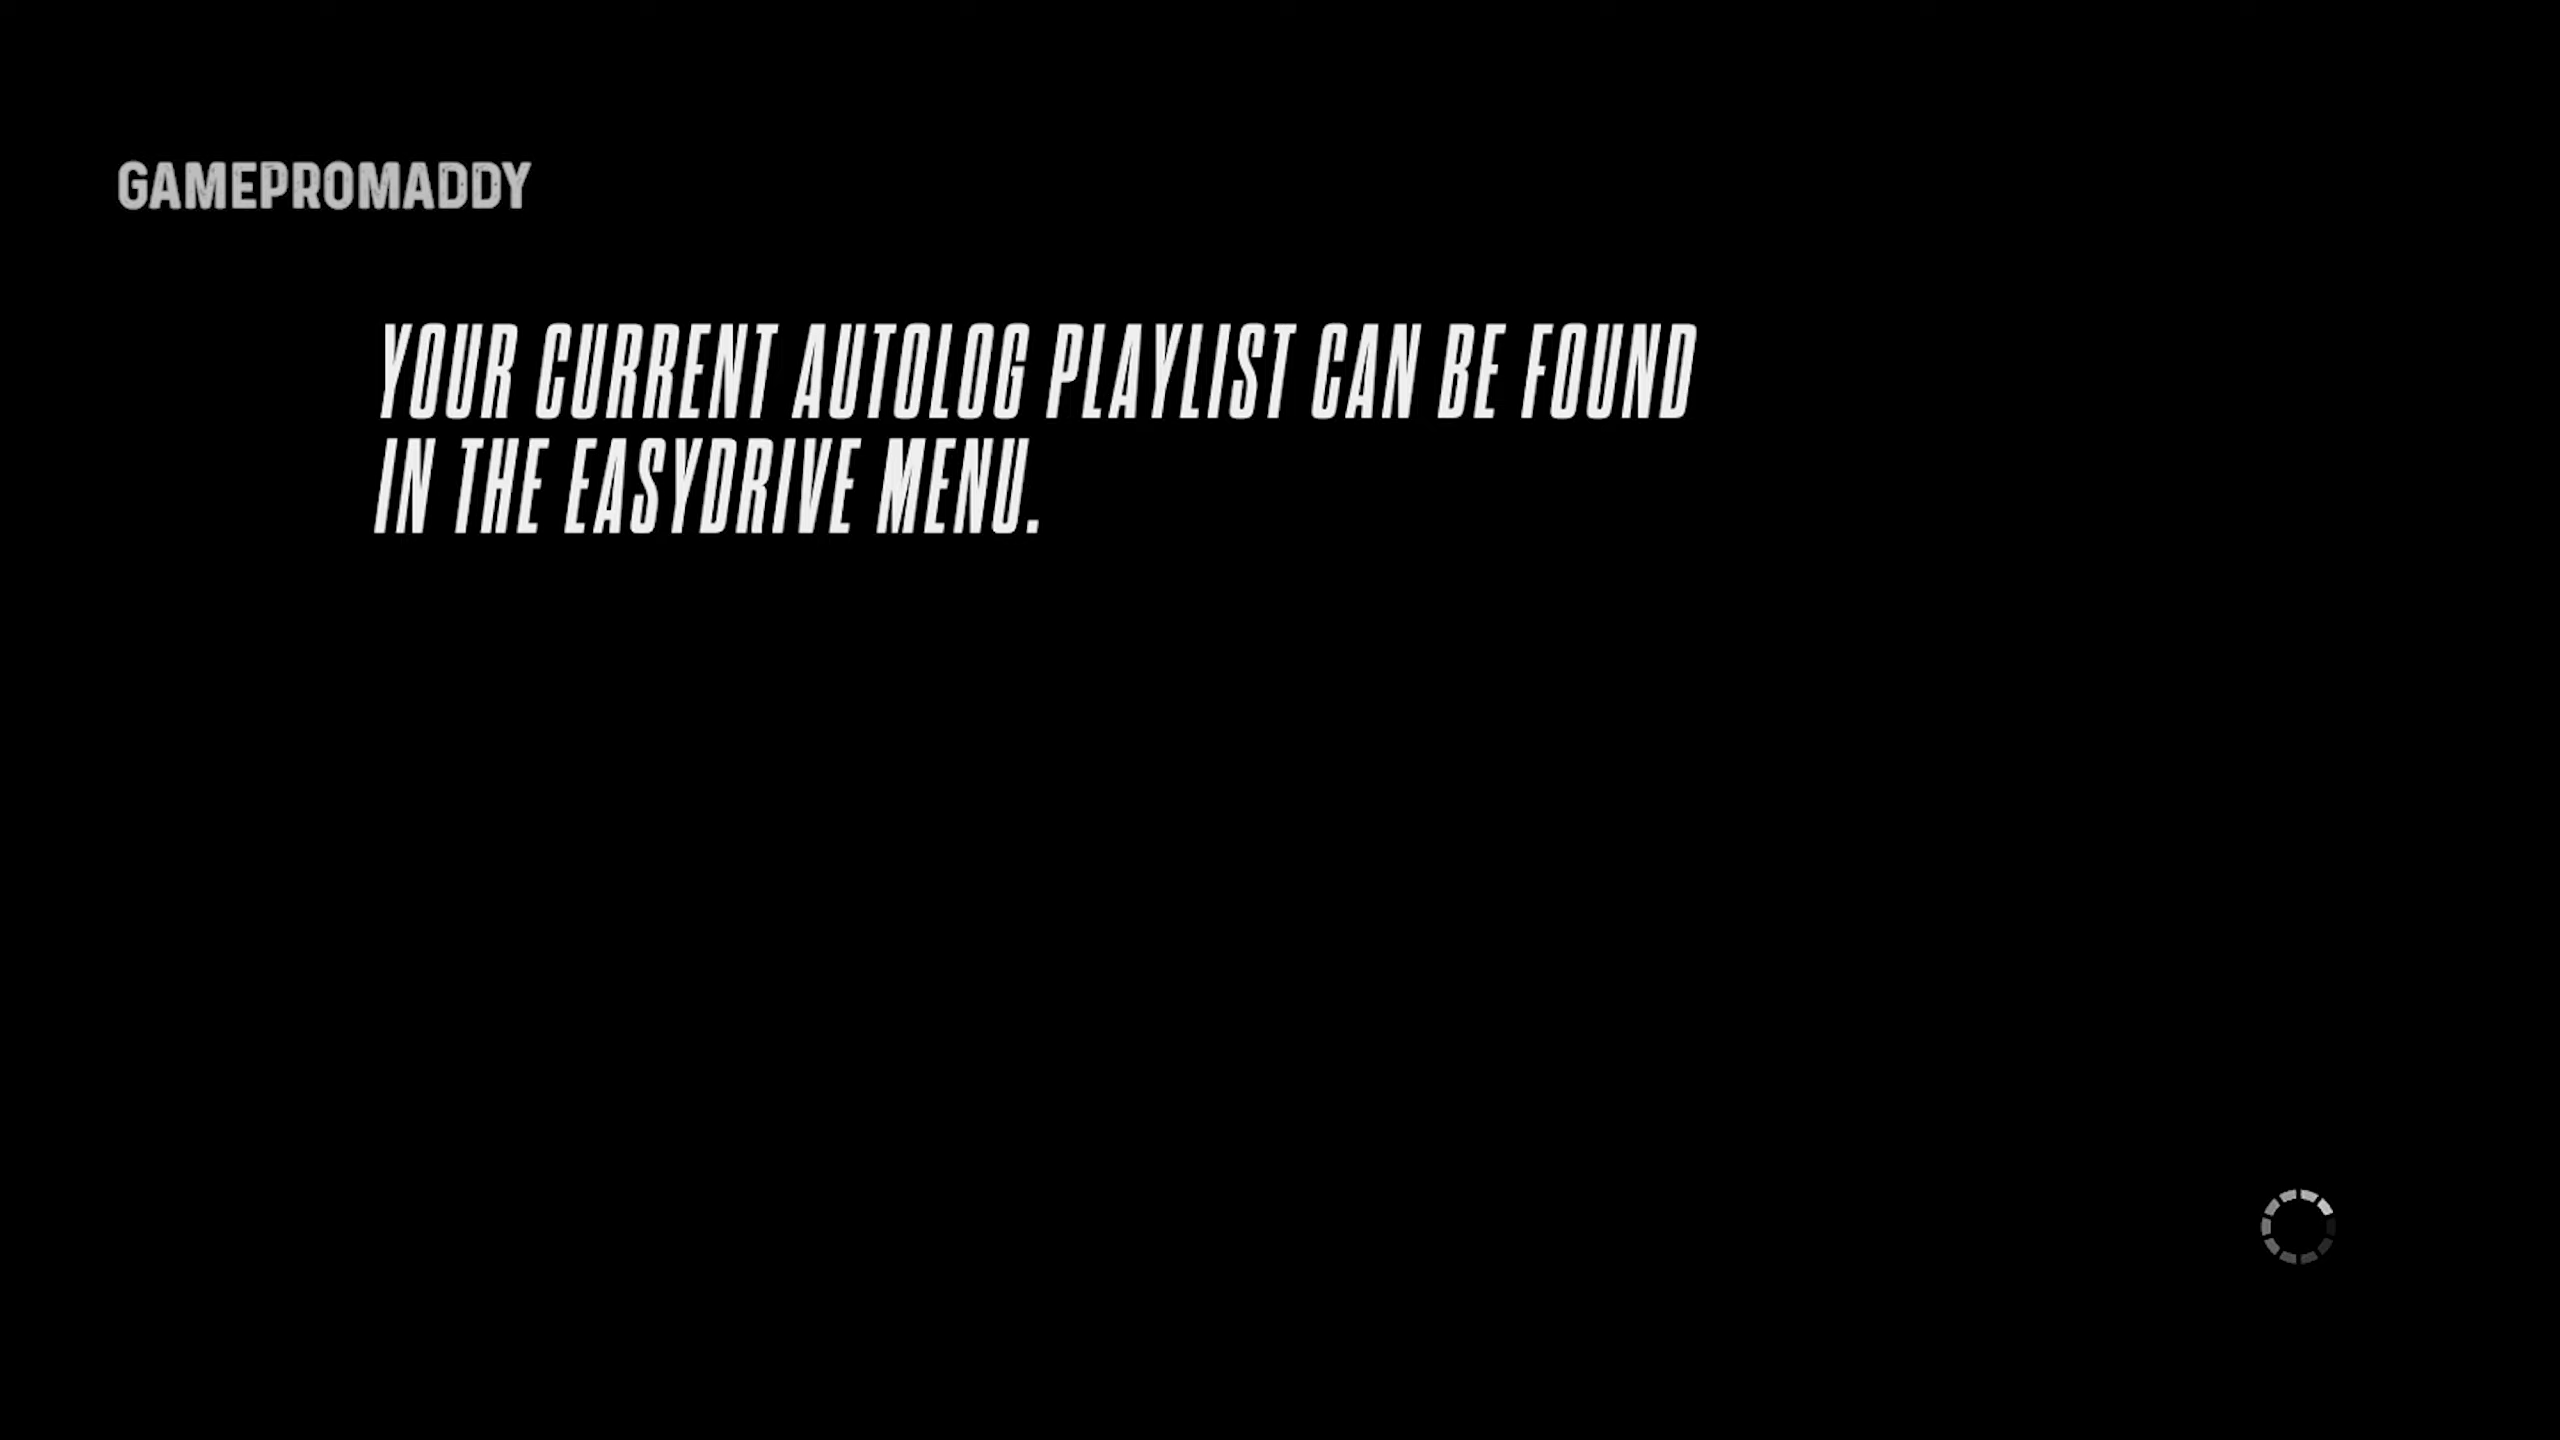 GAMEPROMADDY
YOUR CURRENT AUTOLOG PLAYLIST CAN BE FOUND
IN THE EASYDRIVE MENU.